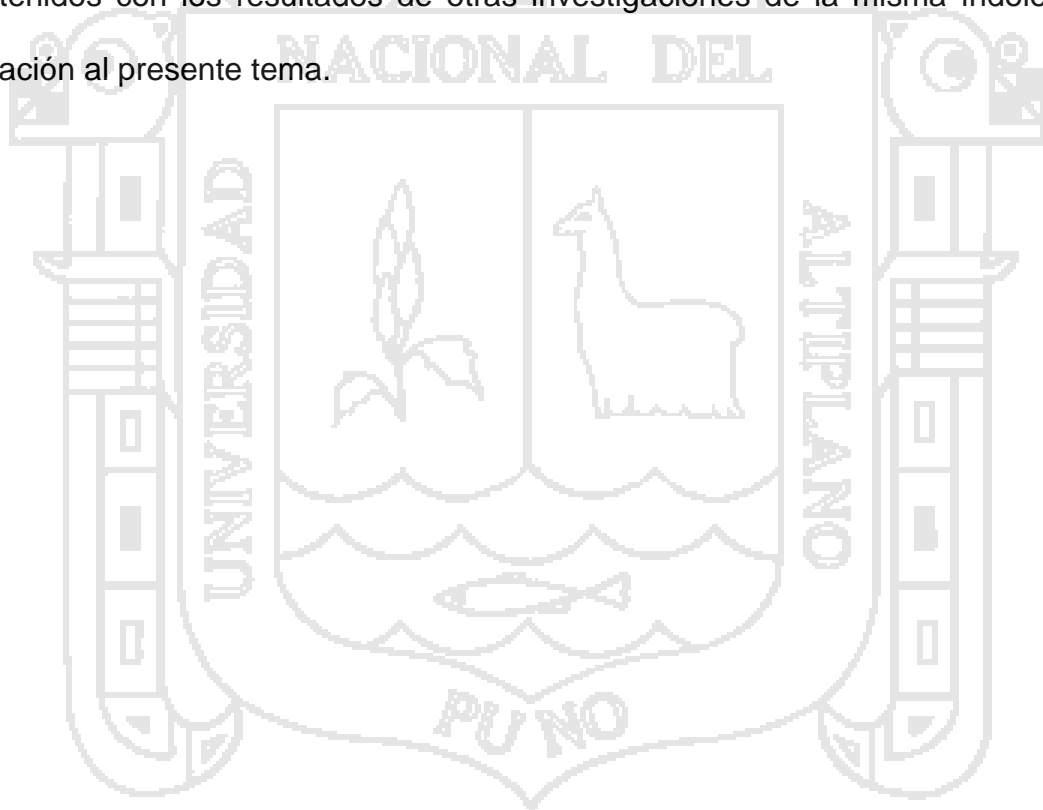 tenidos con los resultados de otras investigaciones de la misma índole
ación al presente tema.
NACIONAL DEL
UNIVERSIDAD
ALTIPLANO
PUNO